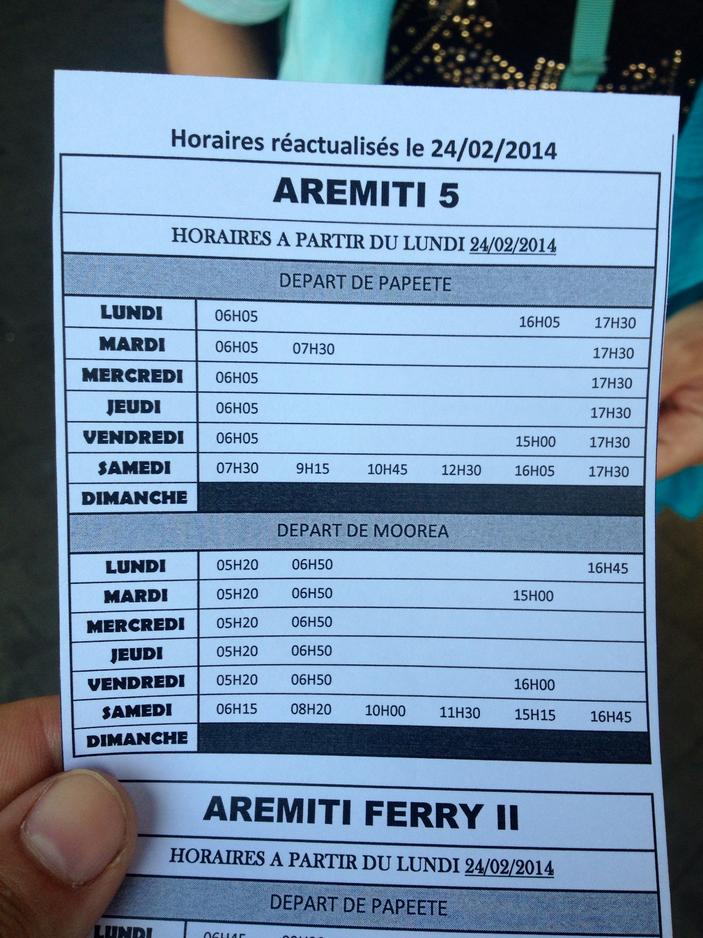 Horaires réactualisés le 24/02/2014
AREMITI 5
HORAIRES A PARTIR DU LUNDI 24/02/2014
DEPART DE PAPEETE
LUNDI 06H05 16H05 17H30
MARDI 06H05 07H30 17H30
MERCREDI 06H05 17H30
JEUDI 06H05 17H30
VENDREDI 06H05 15H00 17H30
SAMEDI 07H30 9H15 10H45 12H30 16H05 17H30
DIMANCHE
DEPART DE MOOREA
LUNDI 05H20 06H50 16H45
MARDI 05H20 06H50 15H00
MERCREDI 05H20 06H50
JEUDI 05H20 06H50
VENDREDI 05H20 06H50 16H00
SAMEDI 06H15 08H20 10H00 11H30 15H15 16H45
DIMANCHE
AREMITI FERRY II
HORAIRES A PARTIR DU LUNDI 24/02/2014
DEPART DE PAPEETE
LUNDI 06H45